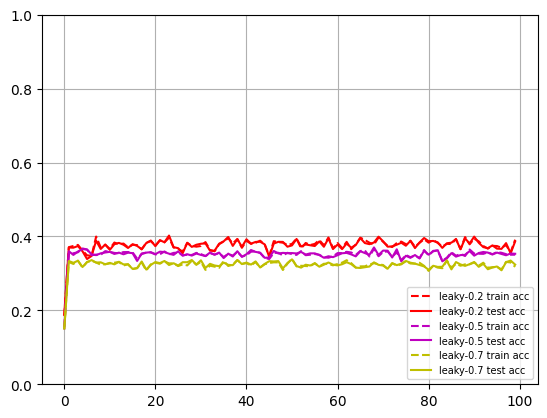 1.0
0.8
0.6
0.4
0.2
0.0
0 20 40 60 80 100
leaky-0.2 train acc
leaky-0.2 test acc
leaky-0.5 train acc
leaky-0.5 test acc
leaky-0.7 train acc
leaky-0.7 test acc